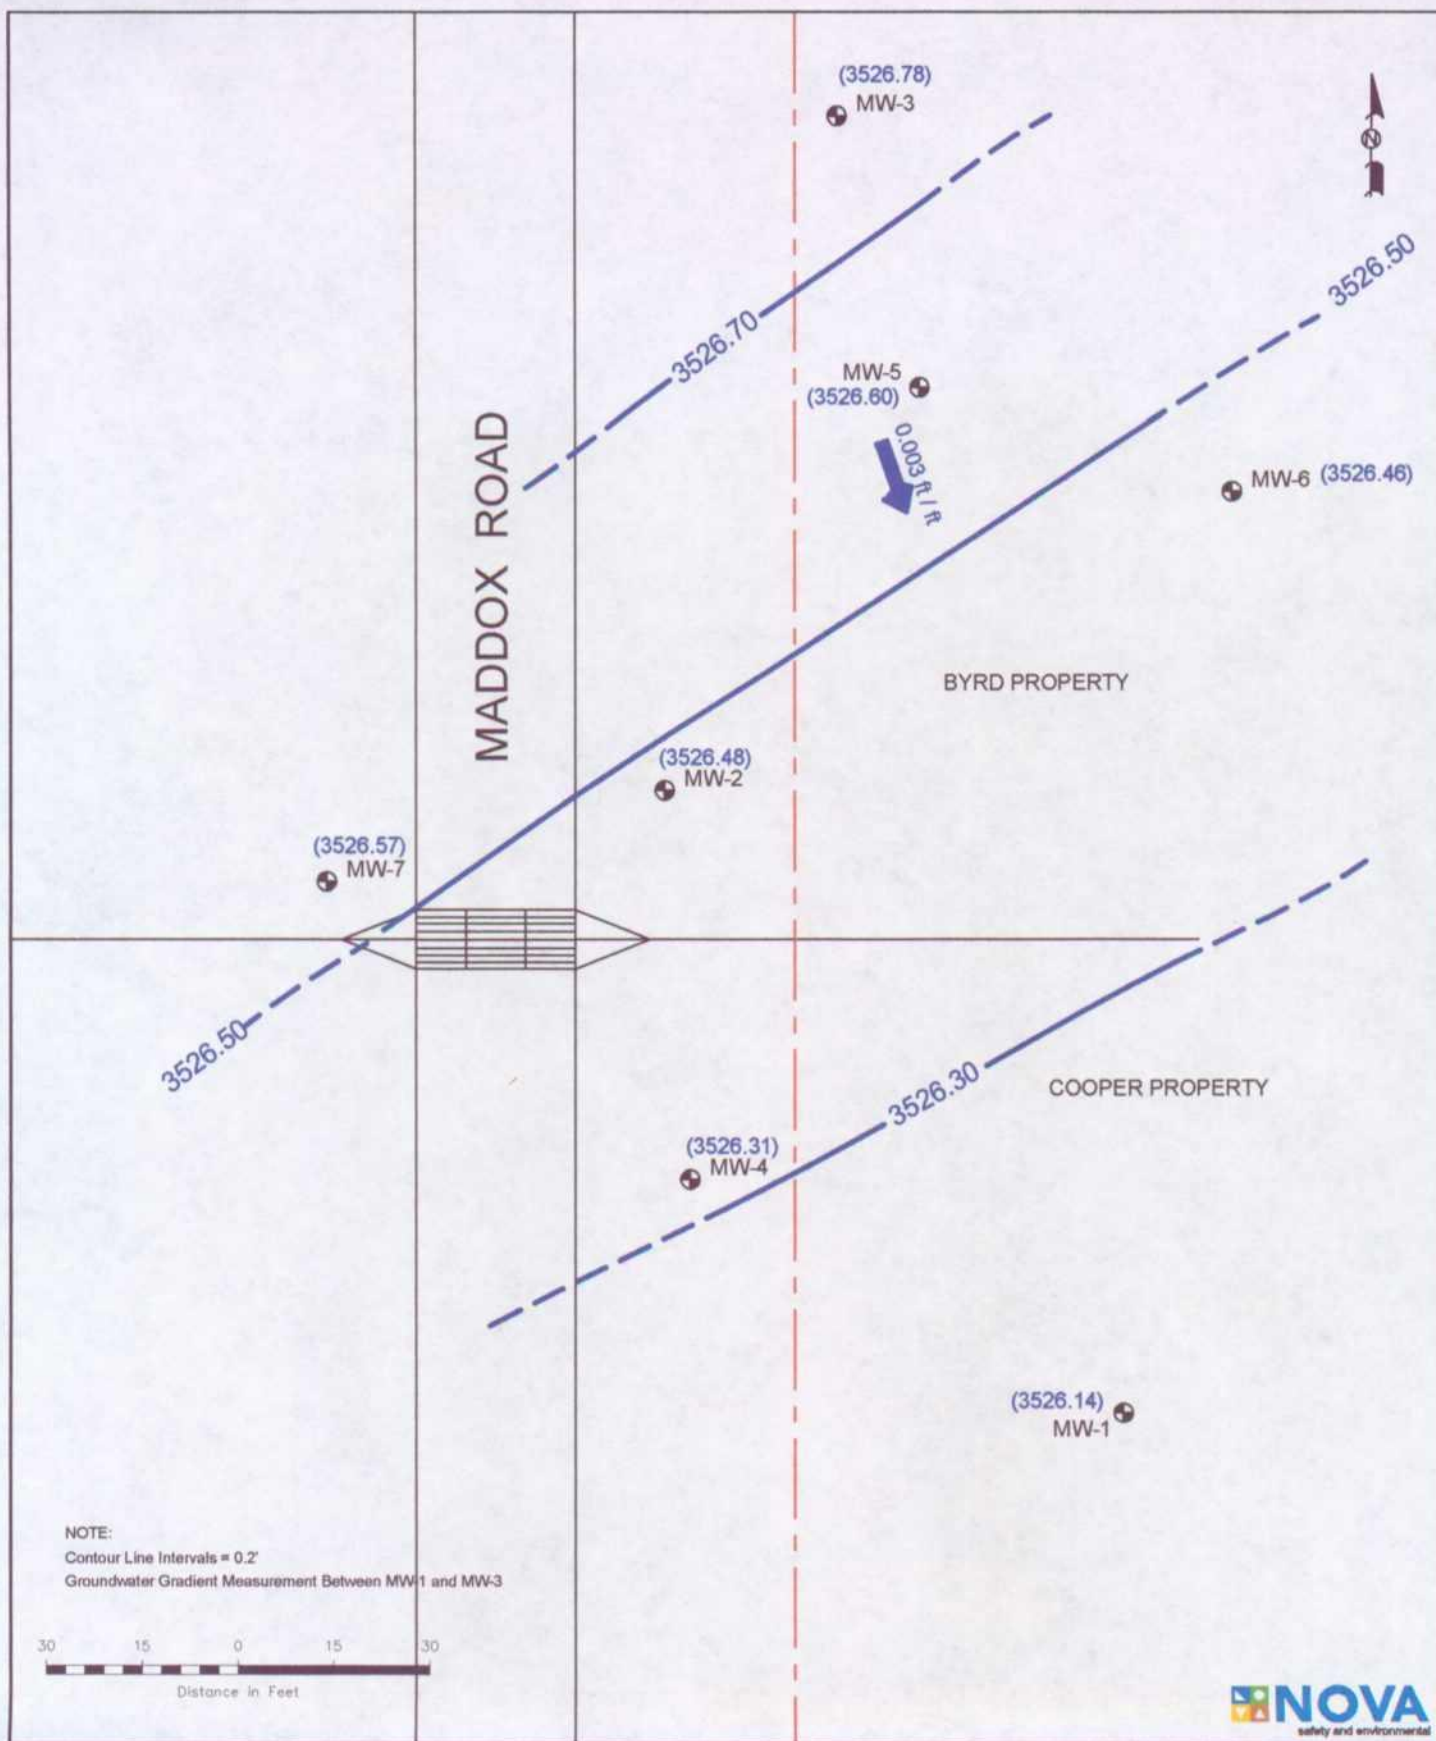 (3526.78)
MW-3
N
3526.50
3526.70
MW-5
(3526.60)
0.003 ft / ft
MW-6 (3526.46)
MADDOX ROAD
BYRD PROPERTY
(3526.48)
MW-2
(3526.57)
MW-7
3526.50
3526.30
COOPER PROPERTY
(3526.31)
MW-4
(3526.14)
MW-1
NOTE:
Contour Line Intervals = 0.2'
Groundwater Gradient Measurement Between MW-1 and MW-3
30 15 0 15 30
Distance in Feet
NOVA
safety and environmental